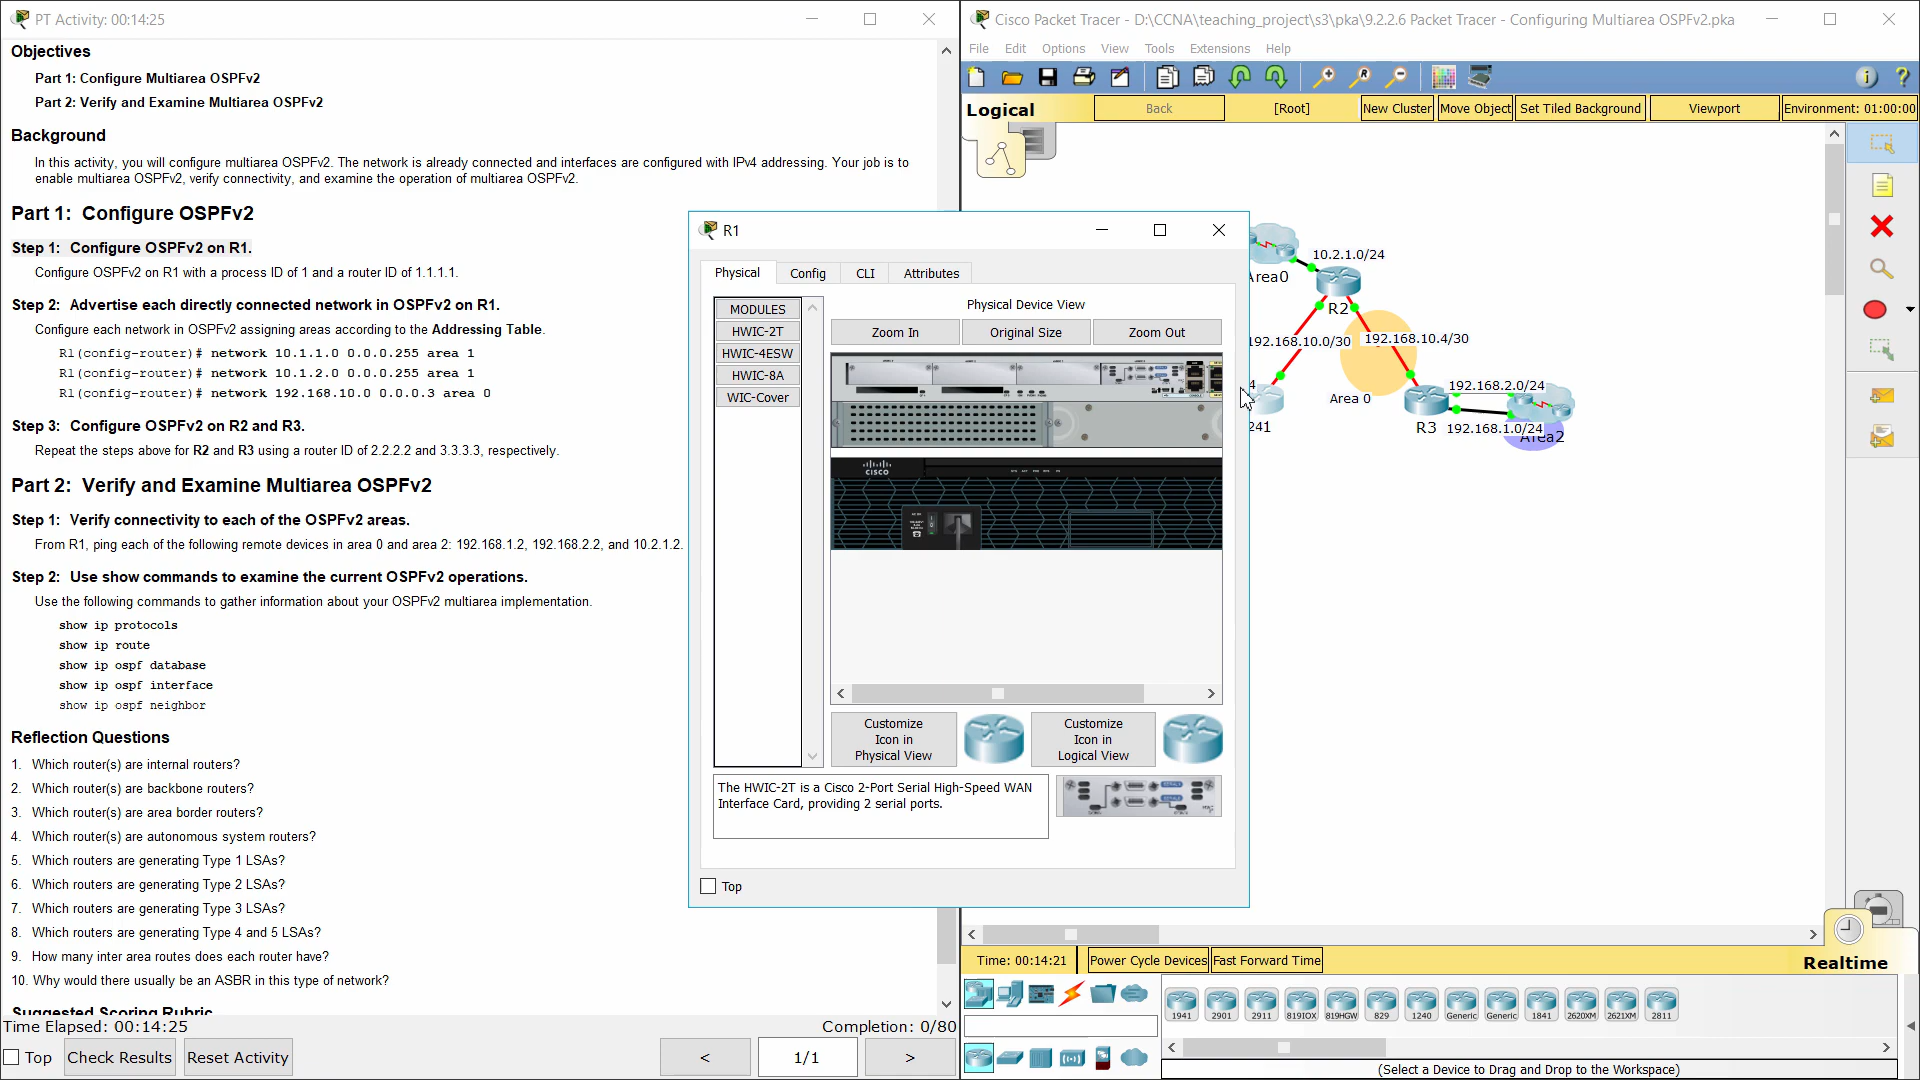 PT Activity: 00:14:25
Objectives
Part 1: Configure Multiarea OSPFv2
Part 2: Verify and Examine Multiarea OSPFv2
Background
In this activity, you will configure multiarea OSPFv2. The network is already connected and interfaces are configured with IPv4 addressing. Your job is to
enable multiarea OSPFv2, verify connectivity, and examine the operation of multiarea OSPFv2.
Part 1: Configure OSPFv2
Step 1: Configure OSPFv2 on R1.
Configure OSPFv2 on R1 with a process ID of 1 and a router ID of 1.1.1.1.
Step 2: Advertise each directly connected network in OSPFv2 on R1.
Configure each network in OSPFv2 assigning areas according to the Addressing Table.
R1(config-router)# network 10.1.1.0 0.0.0.255 area 1
R1(config-router)# network 10.1.2.0 0.0.0.255 area 1
R1(config-router)# network 192.168.10.0 0.0.0.3 area 0
Step 3: Configure OSPFv2 on R2 and R3.
Repeat the steps above for R2 and R3 using a router ID of 2.2.2.2 and 3.3.3.3, respectively.
Part 2: Verify and Examine Multiarea OSPFv2
Step 1: Verify connectivity to each of the OSPFv2 areas.
From R1, ping each of the following remote devices in area 0 and area 2: 192.168.1.2, 192.168.2.2, and 10.2.1.2.
Step 2: Use show commands to examine the current OSPFv2 operations.
Use the following commands to gather information about your OSPFv2 multiarea implementation.
show ip protocols
show ip route
show ip ospf database
show ip ospf interface
show ip ospf neighbor
Reflection Questions
1. Which router(s) are internal routers?
2. Which router(s) are backbone routers?
3. Which router(s) are area border routers?
4. Which router(s) are autonomous system routers?
5. Which routers are generating Type 1 LSAs?
6. Which routers are generating Type 2 LSAs?
7. Which routers are generating Type 3 LSAs?
8. Which routers are generating Type 4 and 5 LSAs?
9. How many inter area routes does each router have?
10. Why would there usually be an ASBR in this type of network?
Suggested Scoring Rubric
Time Elapsed: 00:14:25
Completion: 0/80
Top
Check Results
Reset Activity
<
1/1
>
R1
Physical
Config
CLI
Attributes
MODULES
HWIC-2T
HWIC-4ESW
HWIC-8A
WIC-Cover
Physical Device View
Zoom In
Original Size
Zoom Out
CISCO
Customize
Icon in
Physical View
Customize
Icon in
Logical View
The HWIC-2T is a Cisco 2-Port Serial High-Speed WAN
Interface Card, providing 2 serial ports.
Top
Cisco Packet Tracer - D:\CCNA\teaching_project\s3\pka\9.2.2.6 Packet Tracer - Configuring Multiarea OSPFv2.pka
File
Edit
Options
View
Tools
Extensions
Help
Logical
Back
[Root]
New Cluster
Move Object
Set Tiled Background
Viewport
Environment: 01:00:00
10.2.1.0/24
Area0
R2
192.168.10.0/30
192.168.10.4/30
Area 0
4
241
192.168.2.0/24
R3
192.168.1.0/24
Area2
Time: 00:14:21
Power Cycle Devices
Fast Forward Time
Realtime
1941
2901
2911
819IOX
819HGW
829
1240
Generic
Generic
1841
2620XM
2621XM
2811
(Select a Device to Drag and Drop to the Workspace)